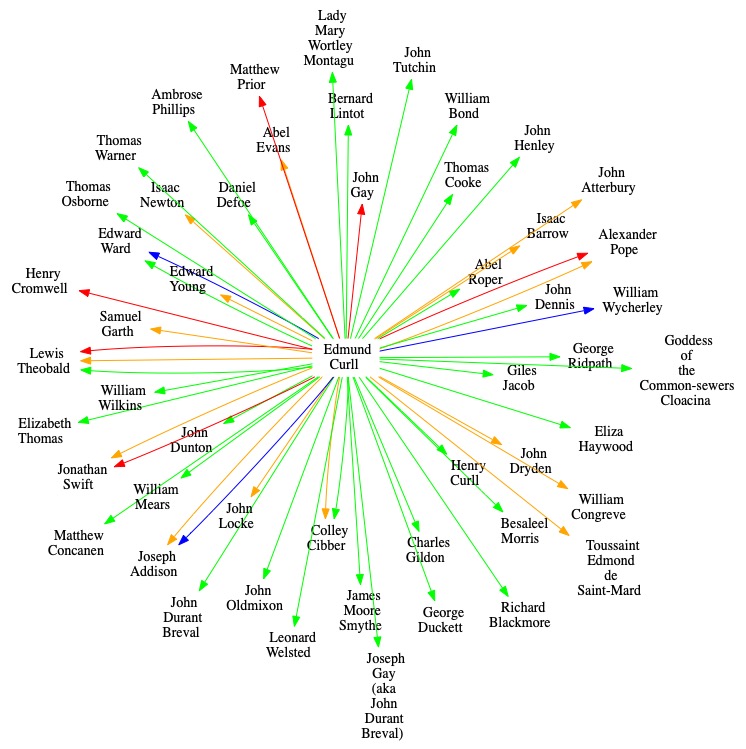 Lady
Mary
Wortley
Montagu
John
Tutchin
Matthew
Prior
Ambrose
Phillips
Bernard
Lintot
William
Bond
Abel
Evans
John
Henley
Thomas
Warner
Thomas
Cooke
John
Gay
John
Atterbury
Thomas
Osborne
Isaac
Newton
Daniel
Defoe
Isaac
Barrow
Edward
Ward
Alexander
Pope
Abel
Roper
Edward
Young
Henry
Cromwell
John
Dennis
William
Wycherley
Samuel
Garth
Lewis
Theobald
Edmund
Curll
George
Ridpath
Goddess
of
the
Common-sewers
Cloacina
Giles
Jacob
William
Wilkins
Elizabeth
Thomas
John
Dunton
Eliza
Haywood
Jonathan
Swift
Henry
Curll
John
Dryden
William
Mears
John
Locke
William
Congreve
Matthew
Concanen
Joseph
Addison
Colley
Cibber
Charles
Gildon
Besaleel
Morris
Toussaint
Edmond
de
Saint-Mard
John
Durant
Breval
John
Oldmixon
James
Moore
Smythe
George
Duckett
Richard
Blackmore
Leonard
Welsted
Joseph
Gay
(aka
John
Durant
Breval)